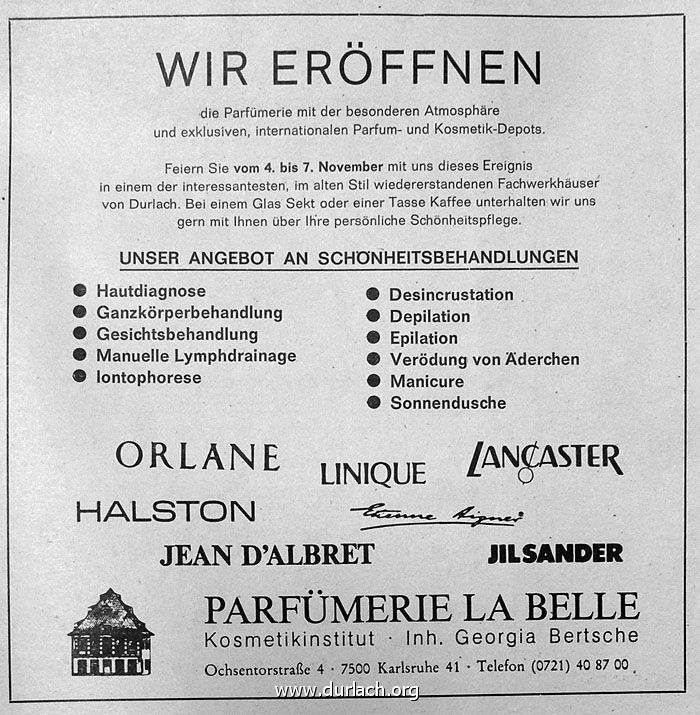 WIR ERÖFFNEN
die Parfümerie mit der besonderen Atmosphäre
und exklusiven, internationalen Parfum- und Kosmetik-Depots.
Feiern Sie vom 4. bis 7. November mit uns dieses Ereignis
in einem der interessantesten, im alten Stil wiedererstandenen Fachwerkhäuser
von Durlach. Bei einem Glas Sekt oder einer Tasse Kaffee unterhalten wir uns
gern mit Ihnen über Ihre persönliche Schönheitspflege.
UNSER ANGEBOT AN SCHÖNHEITSBEHANDLUNGEN
● Hautdiagnose
● Ganzkörperbehandlung
● Gesichtsbehandlung
● Manuelle Lymphdrainage
● Iontophorese
● Desincrustation
● Depilation
● Epilation
● Verödung von Äderchen
● Manicure
● Sonnendusche
ORLANE
LINIQUE
LANCASTER
HALSTON
Etienne Aigner
JEAN D'ALBRET
JIL SANDER
PARFÜMERIE LA BELLE
Kosmetikinstitut · Inh. Georgia Bertsche
Ochsentorstraße 4 · 7500 Karlsruhe 41 · Telefon (0721) 40 87 00
www.durlach.org